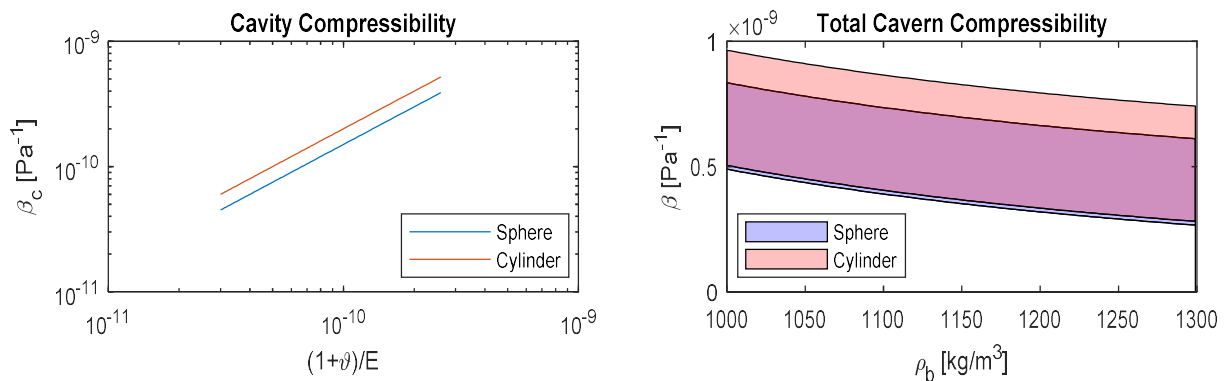 Cavity Compressibility
10⁻⁹
10⁻¹⁰
10⁻¹¹
β_c [Pa⁻¹]
Sphere
Cylinder
10⁻¹¹
10⁻¹⁰
10⁻⁹
(1+ϑ)/E
Total Cavern Compressibility
×10⁻⁹
1
0.5
0
β [Pa⁻¹]
Sphere
Cylinder
1000 1050 1100 1150 1200 1250 1300
ρ_b [kg/m³]